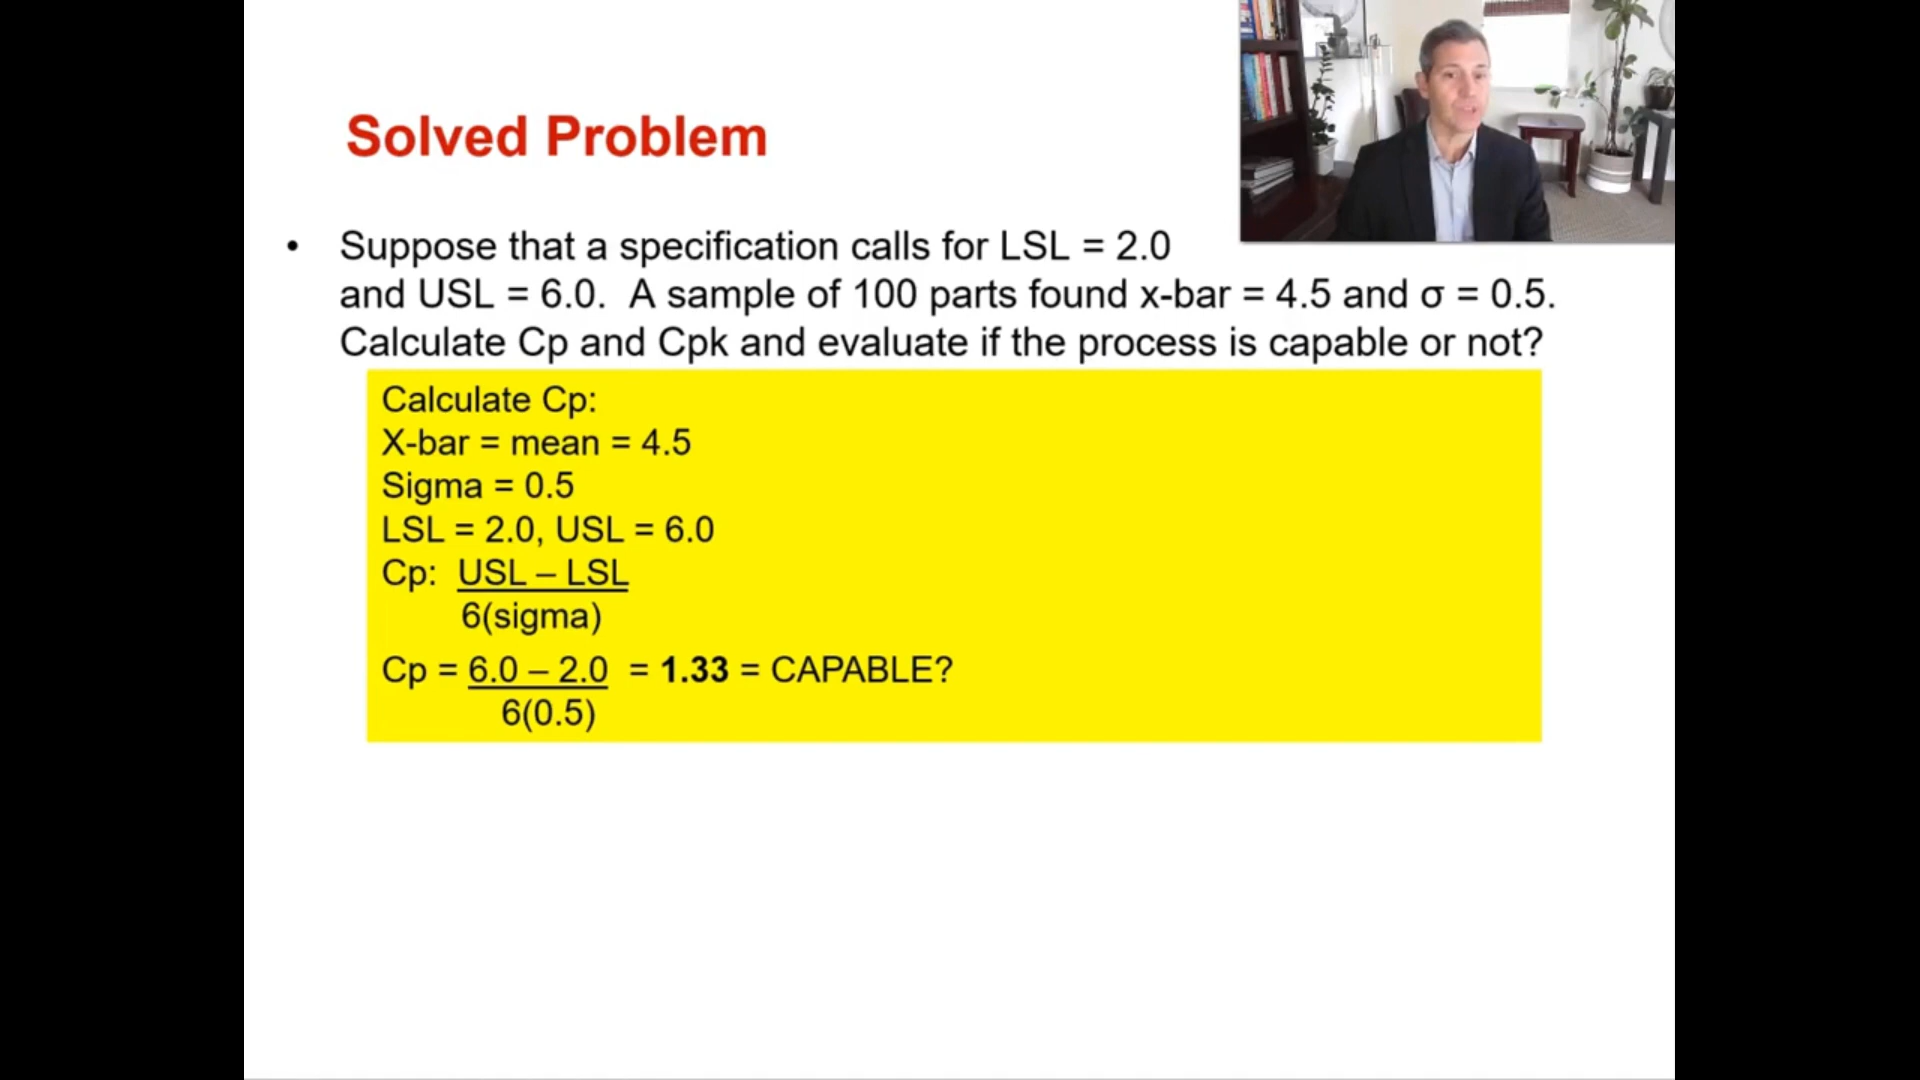 Solved Problem
• Suppose that a specification calls for LSL = 2.0
and USL = 6.0. A sample of 100 parts found x-bar = 4.5 and σ = 0.5.
Calculate Cp and Cpk and evaluate if the process is capable or not?
Calculate Cp:
X-bar = mean = 4.5
Sigma = 0.5
LSL = 2.0, USL = 6.0
Cp: USL – LSL
6(sigma)
Cp = 6.0 – 2.0 = 1.33 = CAPABLE?
6(0.5)